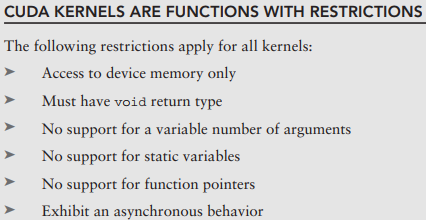 CUDA KERNELS ARE FUNCTIONS WITH RESTRICTIONS
The following restrictions apply for all kernels:
➤ Access to device memory only
➤ Must have void return type
➤ No support for a variable number of arguments
➤ No support for static variables
➤ No support for function pointers
➤ Exhibit an asynchronous behavior